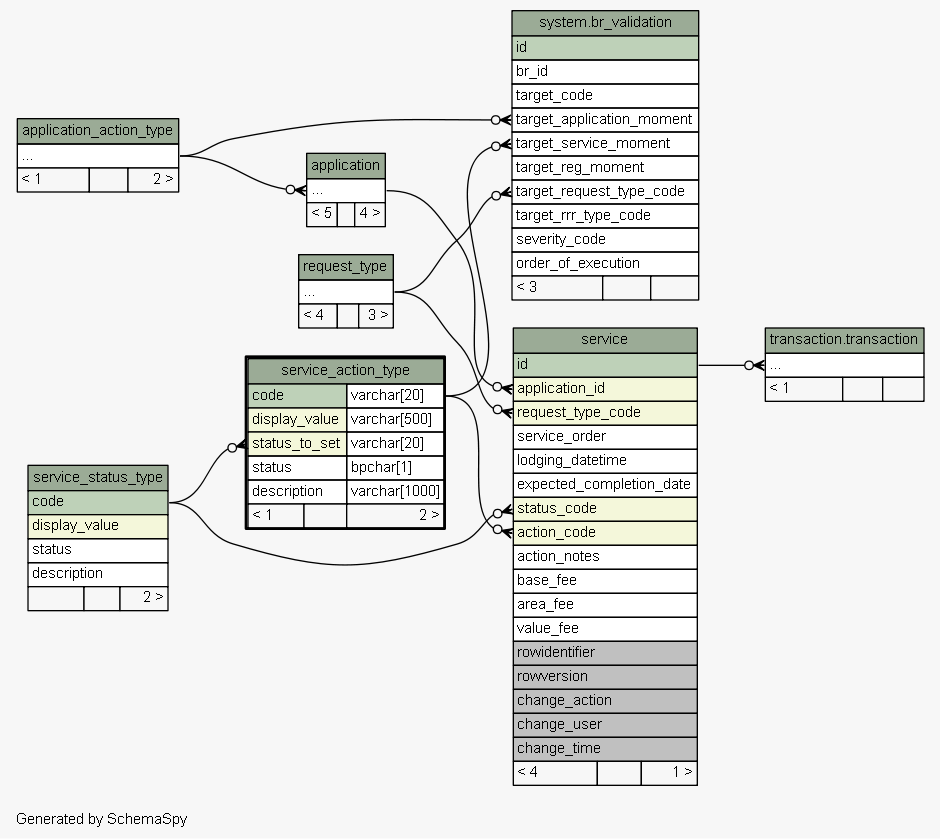 system.br_validation
id
br_id
target_code
target_application_moment
target_service_moment
target_reg_moment
target_request_type_code
target_rrr_type_code
severity_code
order_of_execution
< 3
application_action_type
...
< 1 2 >
application
...
< 5 4 >
request_type
...
< 4 3 >
service_action_type
code varchar[20]
display_value varchar[500]
status_to_set varchar[20]
status bpchar[1]
description varchar[1000]
< 1 2 >
service_status_type
code
display_value
status
description
2 >
service
id
application_id
request_type_code
service_order
lodging_datetime
expected_completion_date
status_code
action_code
action_notes
base_fee
area_fee
value_fee
rowidentifier
rowversion
change_action
change_user
change_time
< 4 1 >
transaction.transaction
...
< 1
Generated by SchemaSpy